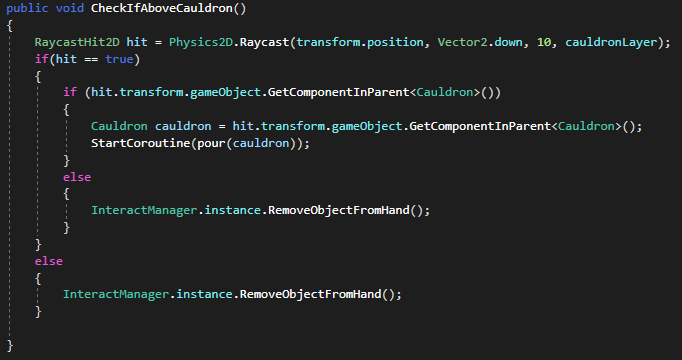 public void CheckIfAboveCauldron()
{
RaycastHit2D hit = Physics2D.Raycast(transform.position, Vector2.down, 10, cauldronLayer);
if(hit == true)
{
if (hit.transform.gameObject.GetComponentInParent<Cauldron>())
{
Cauldron cauldron = hit.transform.gameObject.GetComponentInParent<Cauldron>();
StartCoroutine(pour(cauldron));
}
else
{
InteractManager.instance.RemoveObjectFromHand();
}
}
else
{
InteractManager.instance.RemoveObjectFromHand();
}
}